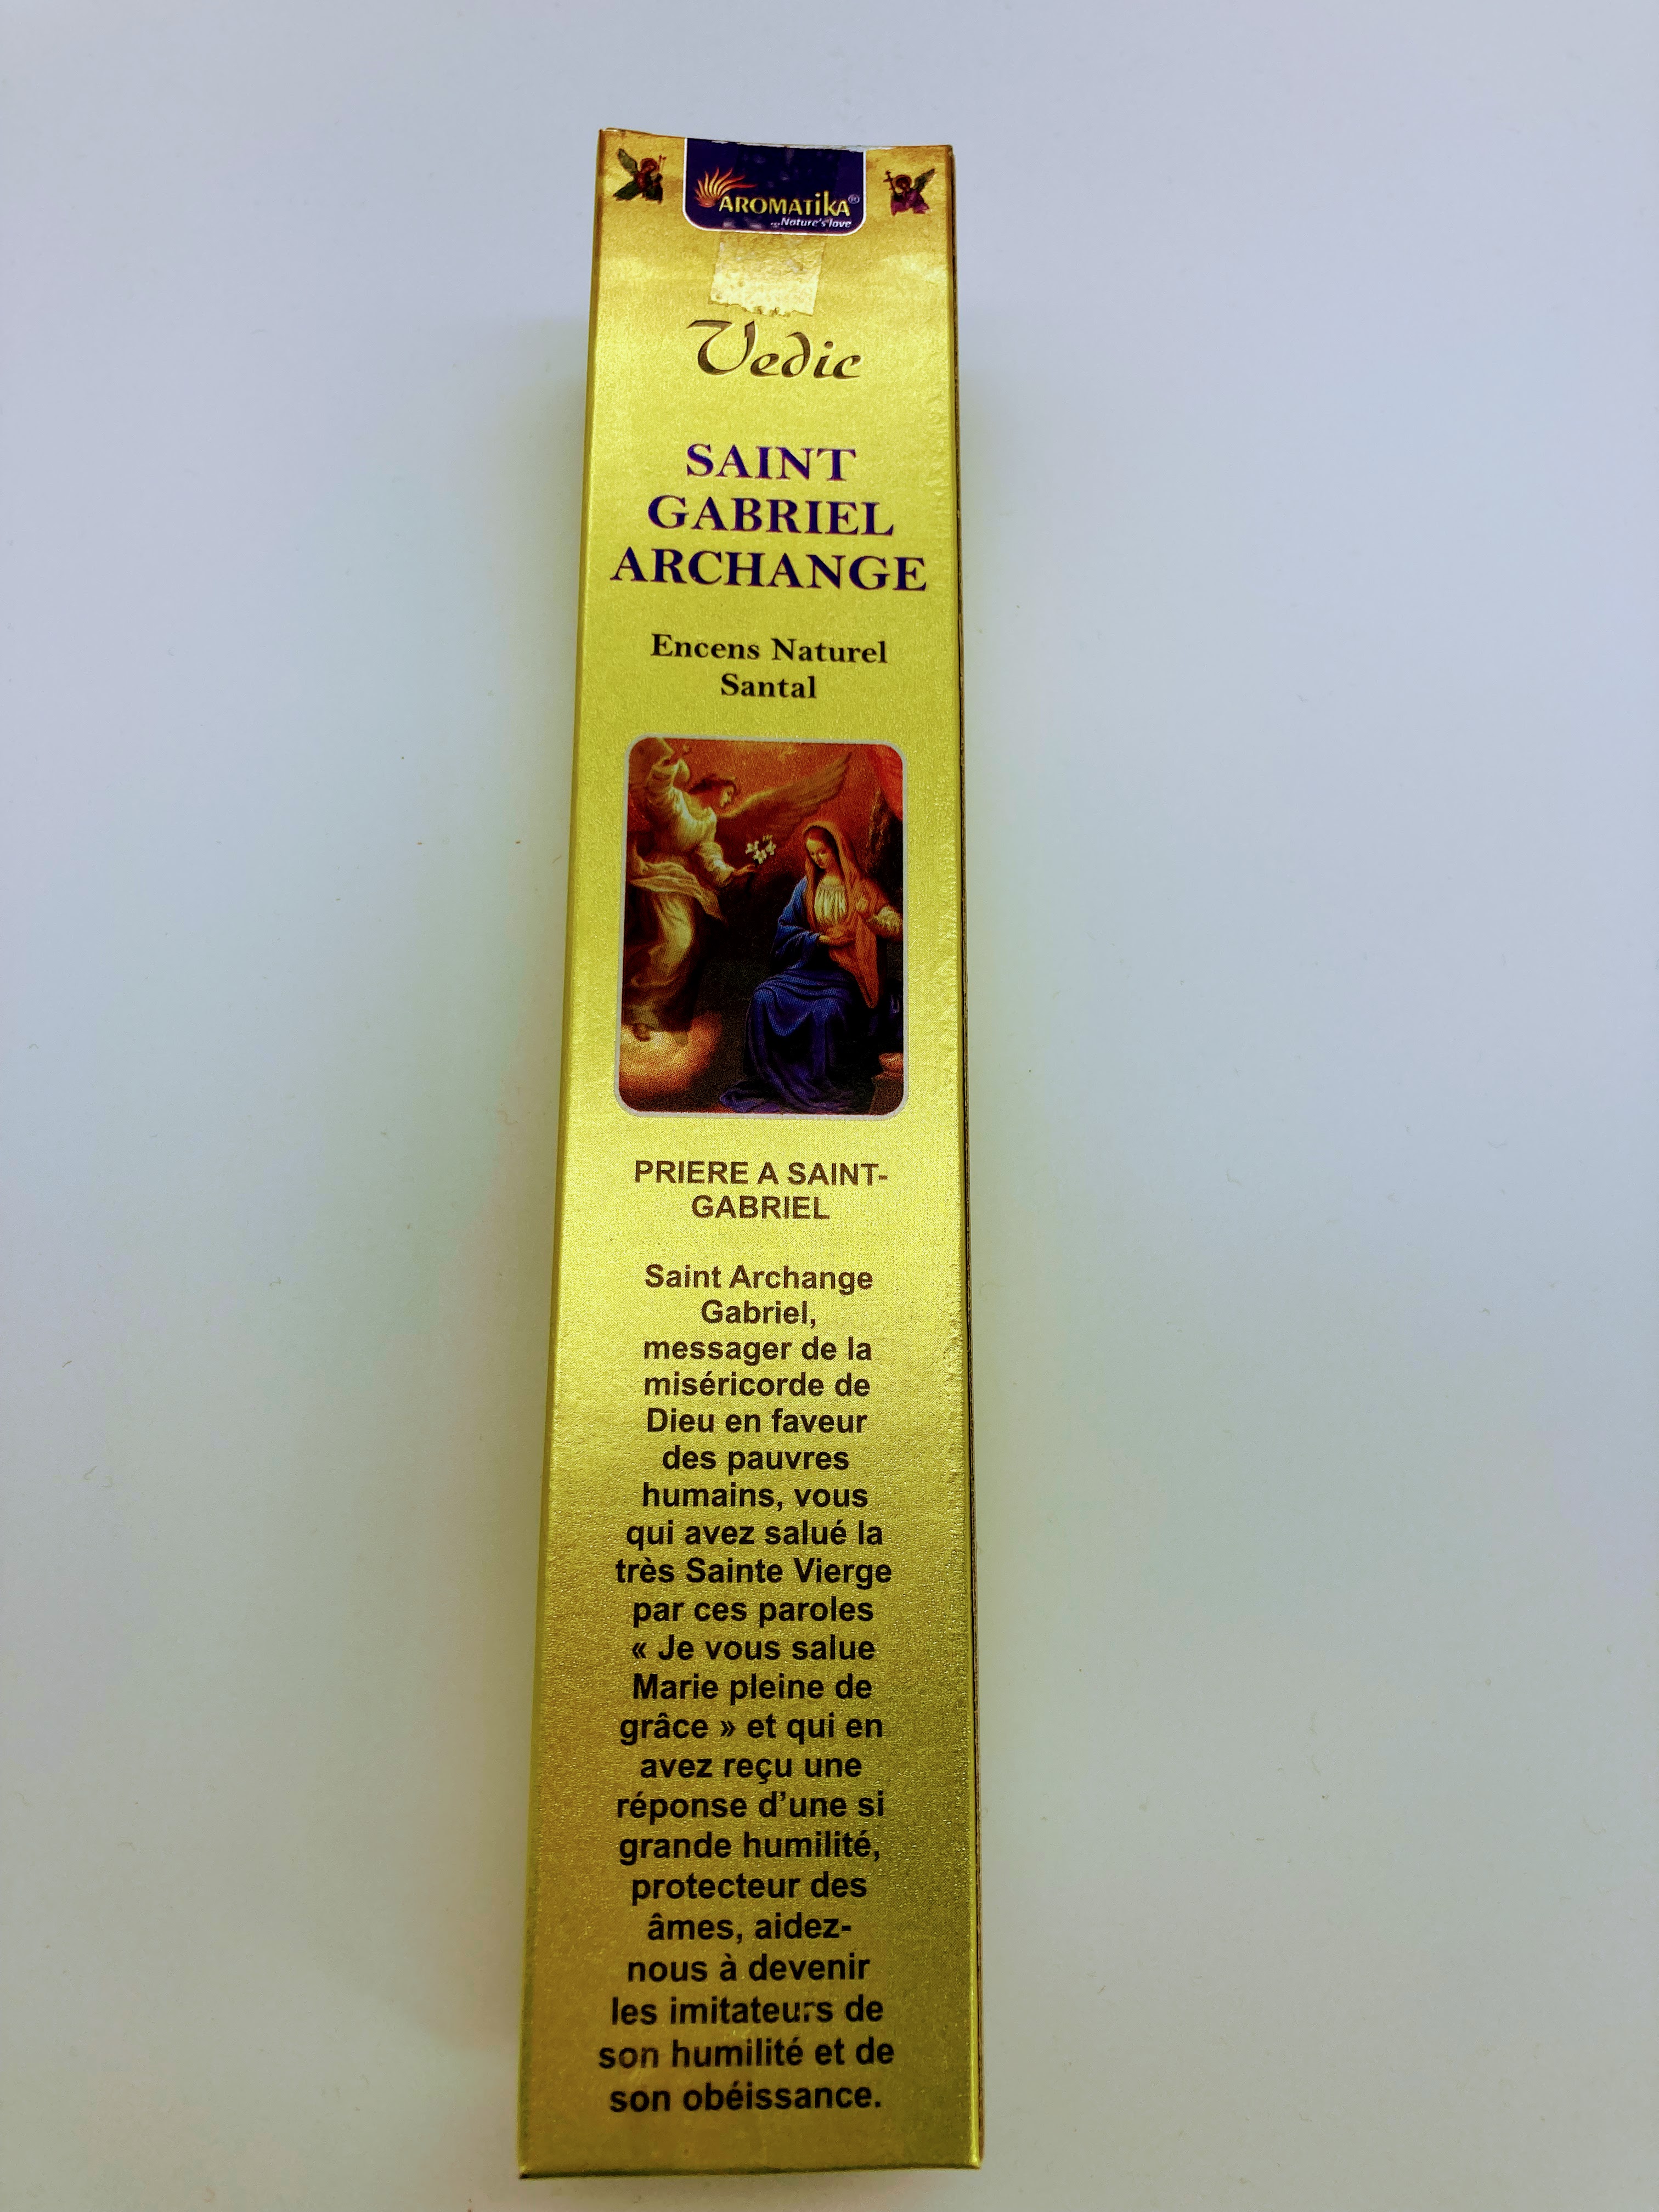 AROMATIKA®
...Nature's love
Vedic
SAINT
GABRIEL
ARCHANGE
Encens Naturel
Santal
PRIERE A SAINT-
GABRIEL
Saint Archange
Gabriel,
messager de la
miséricorde de
Dieu en faveur
des pauvres
humains, vous
qui avez salué la
très Sainte Vierge
par ces paroles
« Je vous salue
Marie pleine de
grâce » et qui en
avez reçu une
réponse d’une si
grande humilité,
protecteur des
âmes, aidez-
nous à devenir
les imitateurs de
son humilité et de
son obéissance.